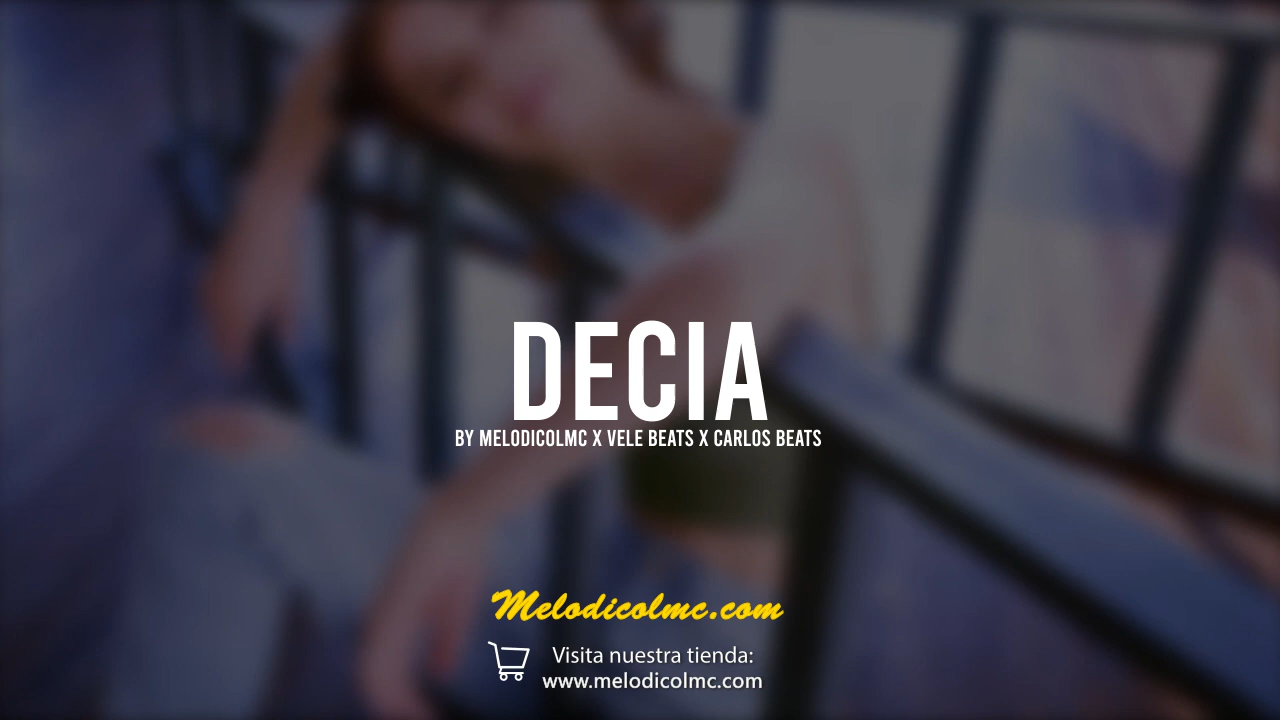 DECIA
BY MELODICOLMC X VELE BEATS X CARLOS BEATS
Melodicolmc.com
Visita nuestra tienda:
www.melodicolmc.com